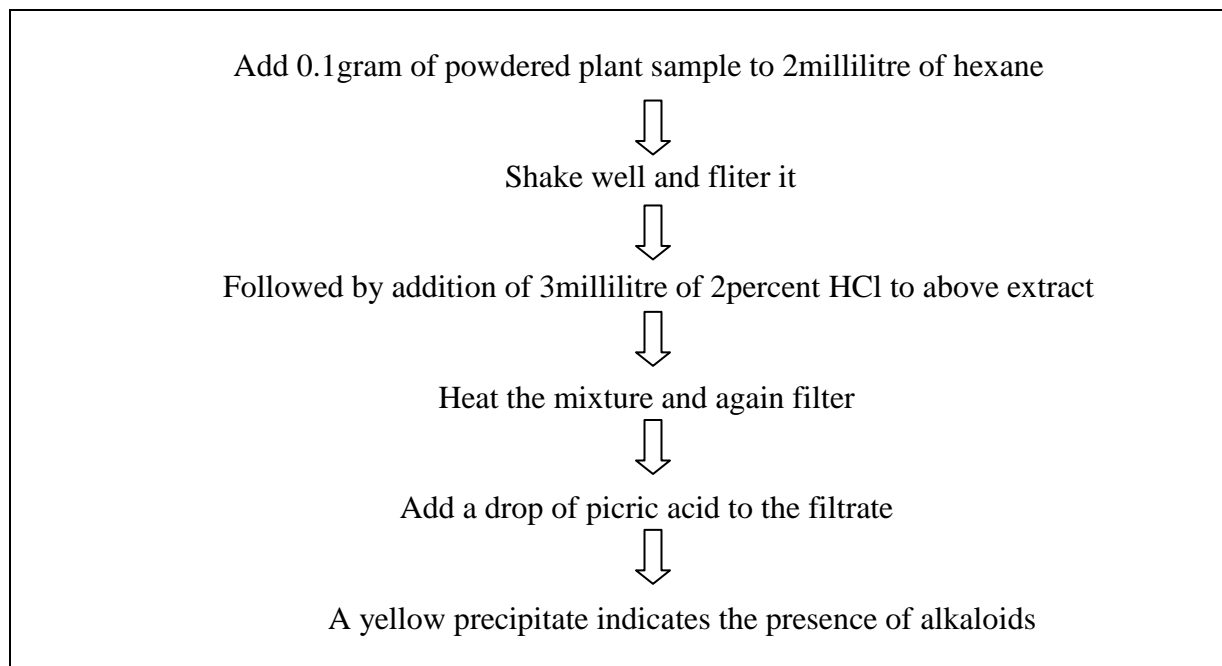 Add 0.1gram of powdered plant sample to 2millilitre of hexane
Shake well and fliter it
Followed by addition of 3millilitre of 2percent HCl to above extract
Heat the mixture and again filter
Add a drop of picric acid to the filtrate
A yellow precipitate indicates the presence of alkaloids